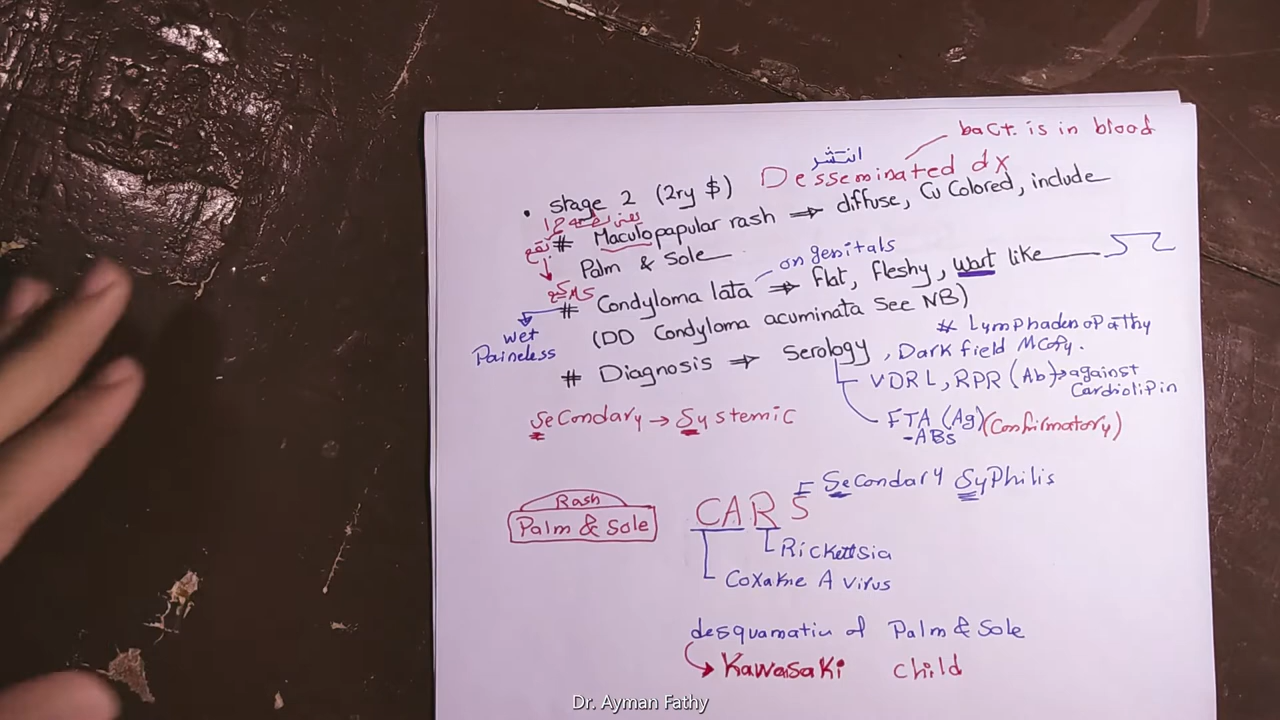 bact. is in blood
انتشر
• stage 2 (2ry $) Desseminated dx
# Maculopapular rash ⇒ diffuse, Cu Colored, include
بقع
Palm & Sole
on genitals
# Condyloma lata ⇒ Flat, fleshy, wart like
wet
Painless
(DD Condyloma acuminata See NB)
# Lymphadenopathy
# Diagnosis ⇒ Serology, Dark field Mcopy.
VDRL, RPR (Ab) → against Cardiolipin
FTA (Ag) (Confirmatory)
-ABS
Secondary → Systemic
Rash
Palm & Sole
CARS
Secondary Syphilis
Rickettsia
Coxakie A virus
desquamatiu of Palm & Sole
→ Kawasaki child
Dr. Ayman Fathy